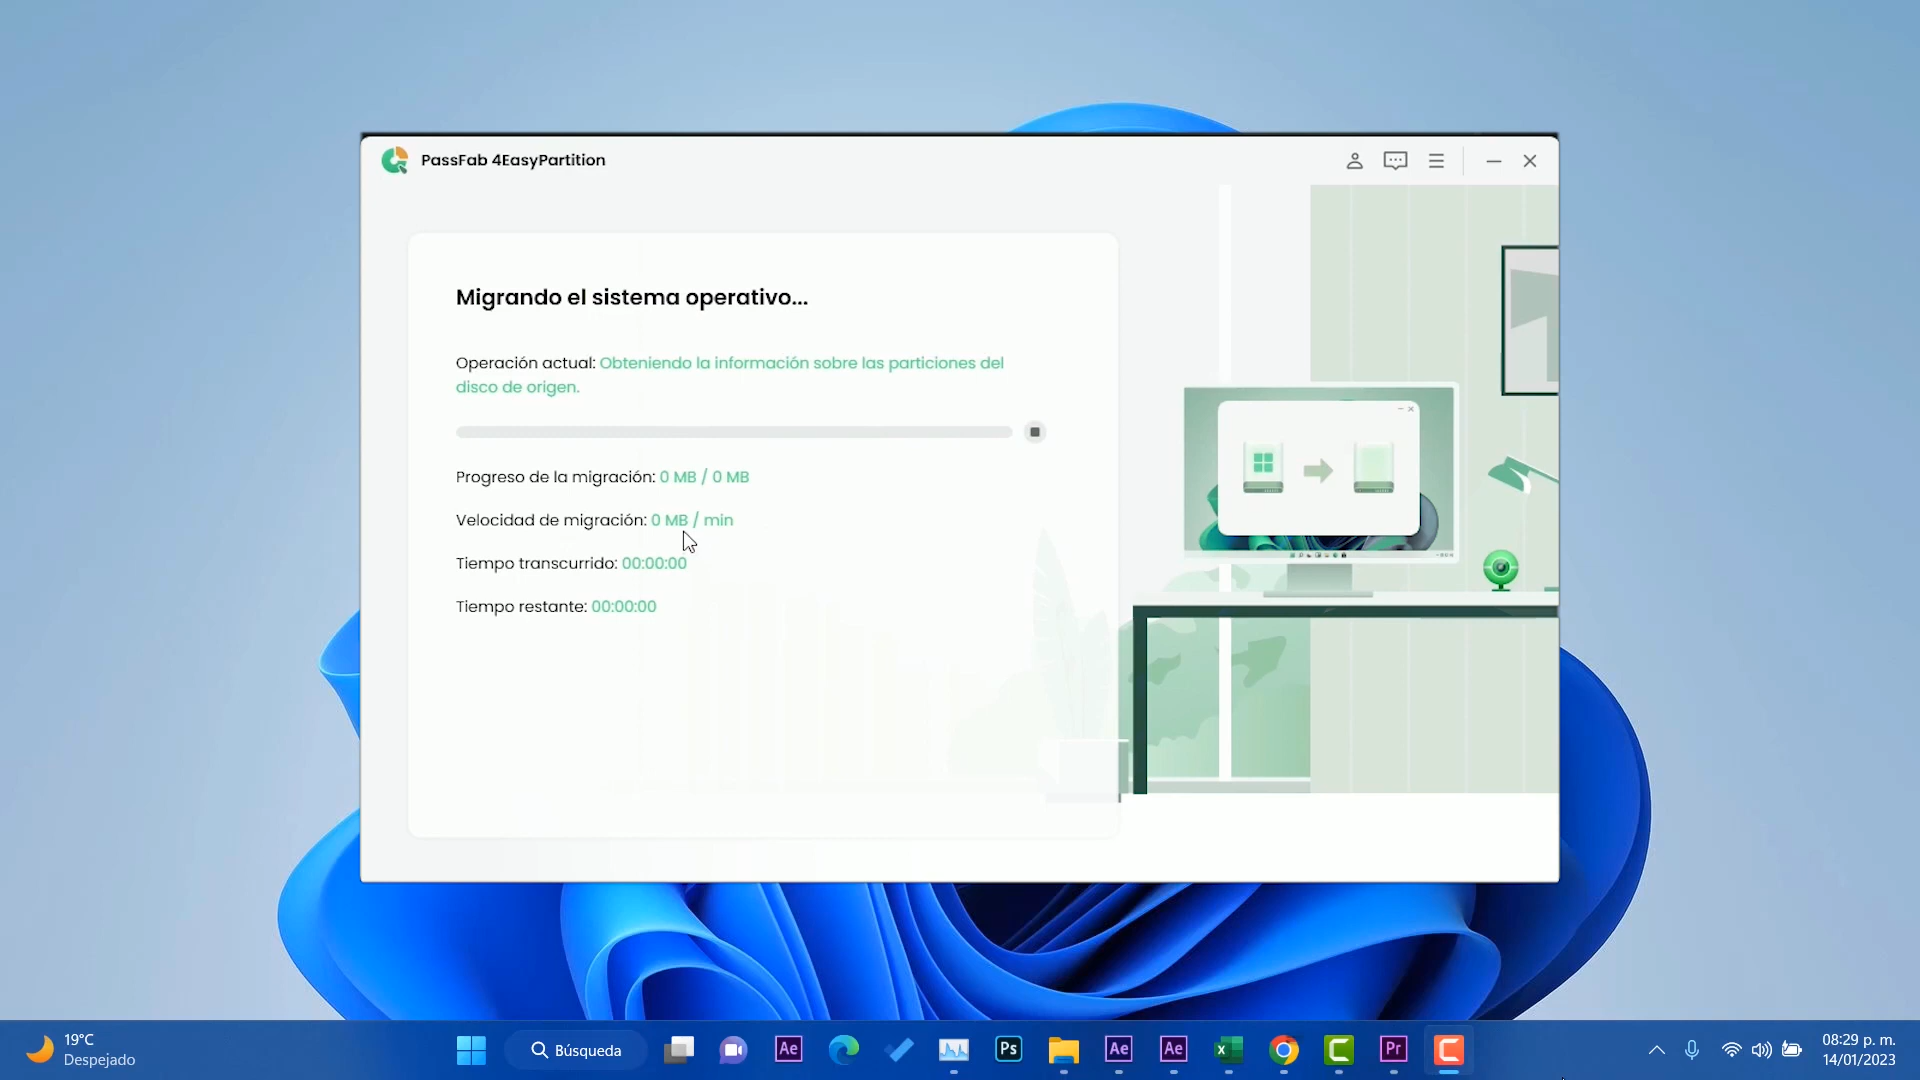 PassFab 4EasyPartition
Migrando el sistema operativo...
Operación actual: Obteniendo la información sobre las particiones del
disco de origen.
Progreso de la migración: 0 MB / 0 MB
Velocidad de migración: 0 MB / min
Tiempo transcurrido: 00:00:00
Tiempo restante: 00:00:00
19°C
Despejado
Búsqueda
Ae
Ps
Ae
Ae
X
C
Pr
C
08:29 p. m.
14/01/2023